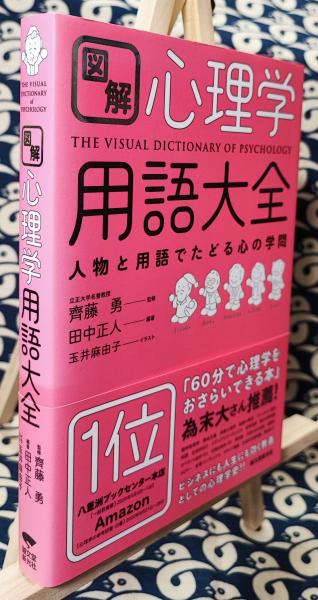 図解
心理学
THE VISUAL DICTIONARY OF PSYCHOLOGY
用語大全
人物と用語でたどる心の学問
立正大学名誉教授
齊藤 勇 監修
田中正人 編著
玉井麻由子 イラスト
「60分で心理学を
おさらいできる本」
為末大さん推薦!
1位
八重洲ブックセンター本店
Amazon
ビジネスにも人生にも効く教養
としての心理学史!!
THE VISUAL
DICTIONARY
of
PSYCHOLOGY
図解
心理学用語大全
監修 齊藤 勇
編著 田中正人
誠文堂
新光社